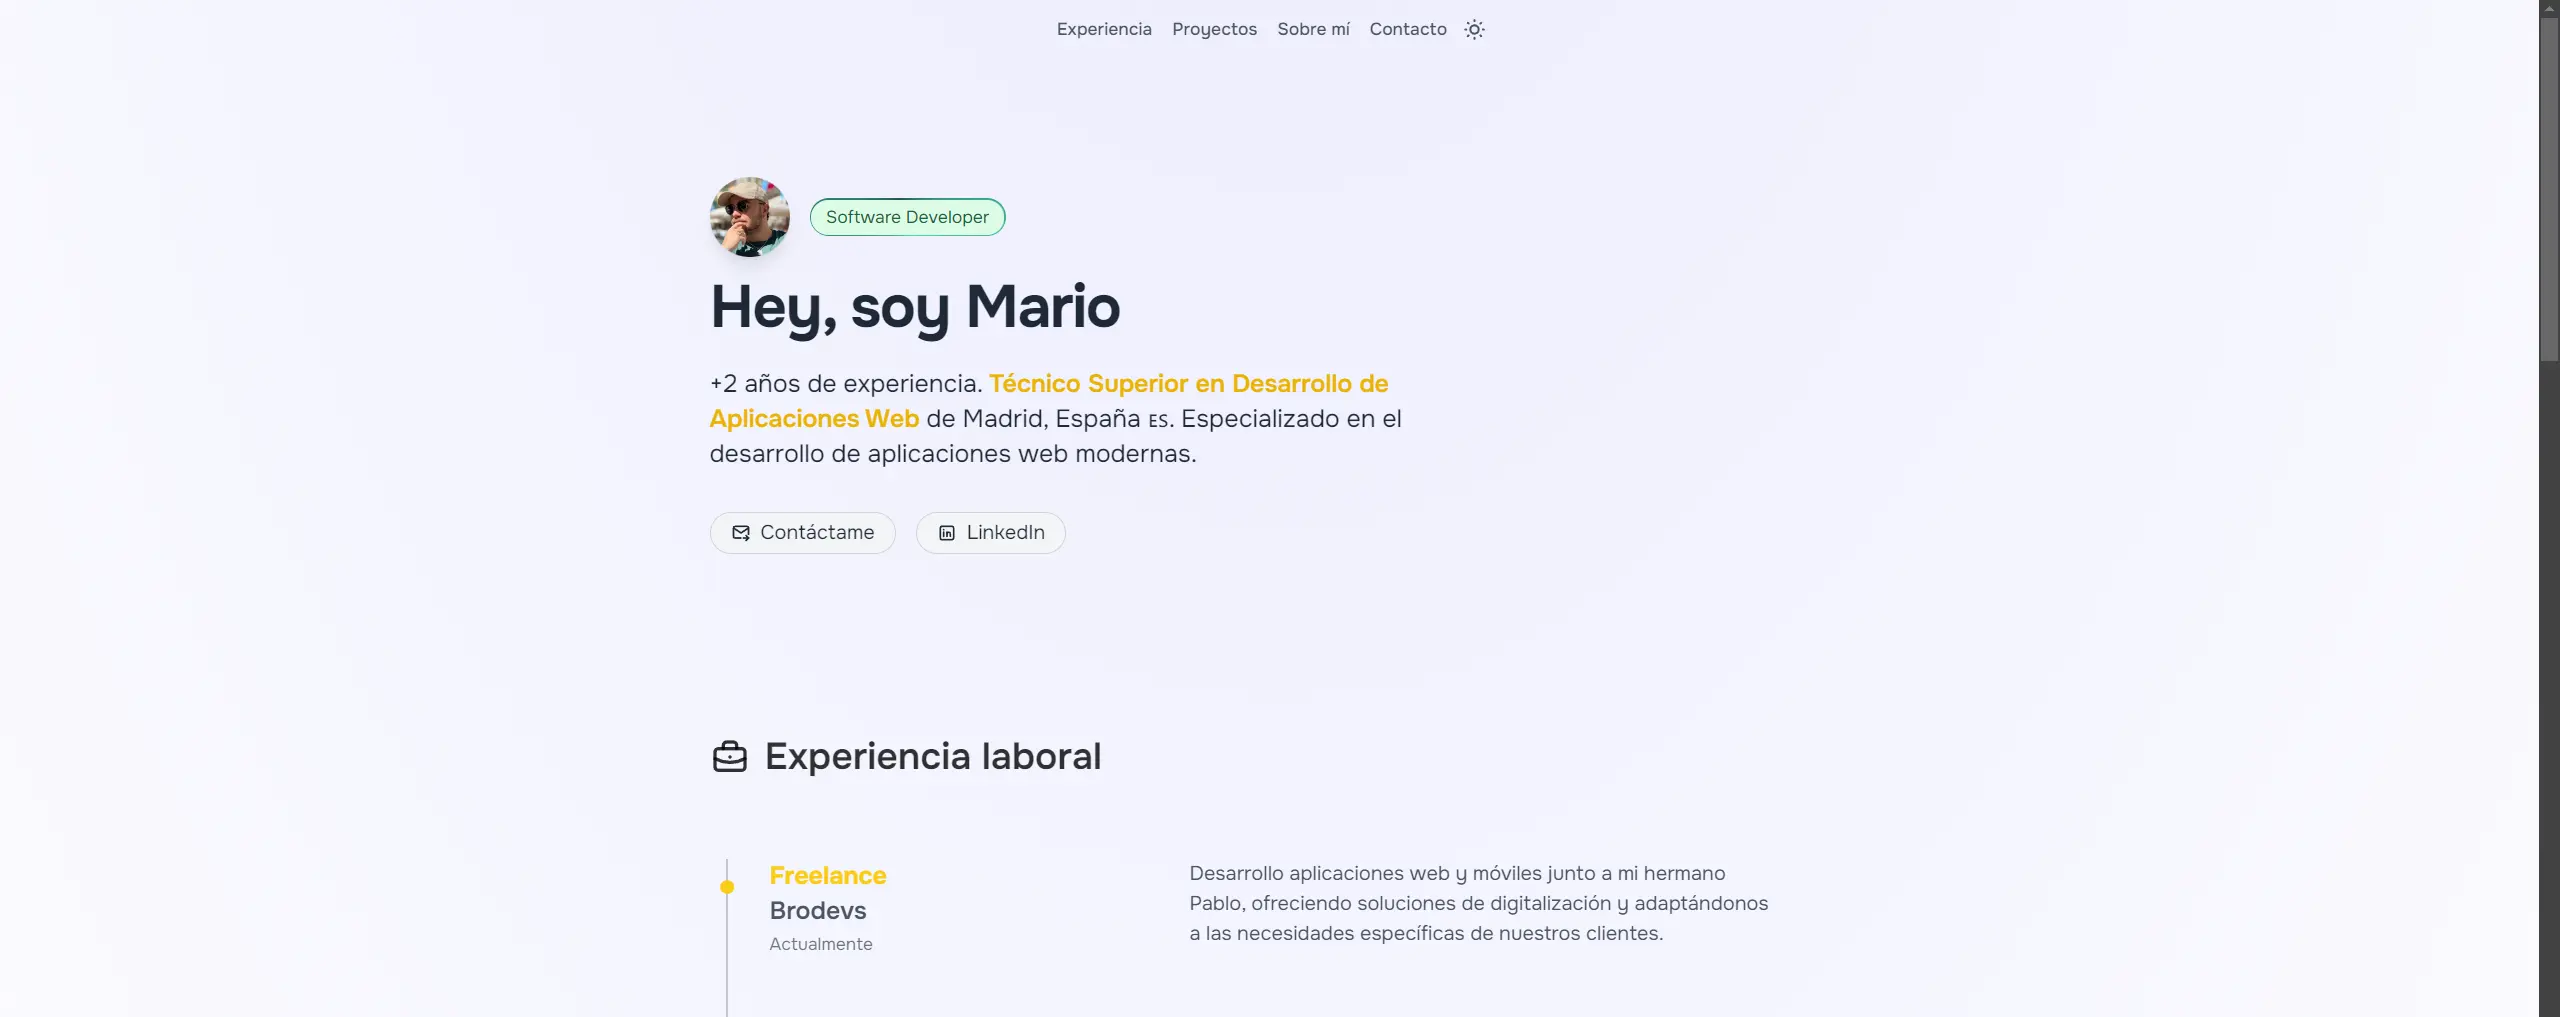 Experiencia Proyectos Sobre mí Contacto
Software Developer
Hey, soy Mario
+2 años de experiencia. Técnico Superior en Desarrollo de
Aplicaciones Web de Madrid, España ES. Especializado en el
desarrollo de aplicaciones web modernas.
Contáctame LinkedIn
Experiencia laboral
Freelance
Brodevs
Actualmente
Desarrollo aplicaciones web y móviles junto a mi hermano
Pablo, ofreciendo soluciones de digitalización y adaptándonos
a las necesidades específicas de nuestros clientes.